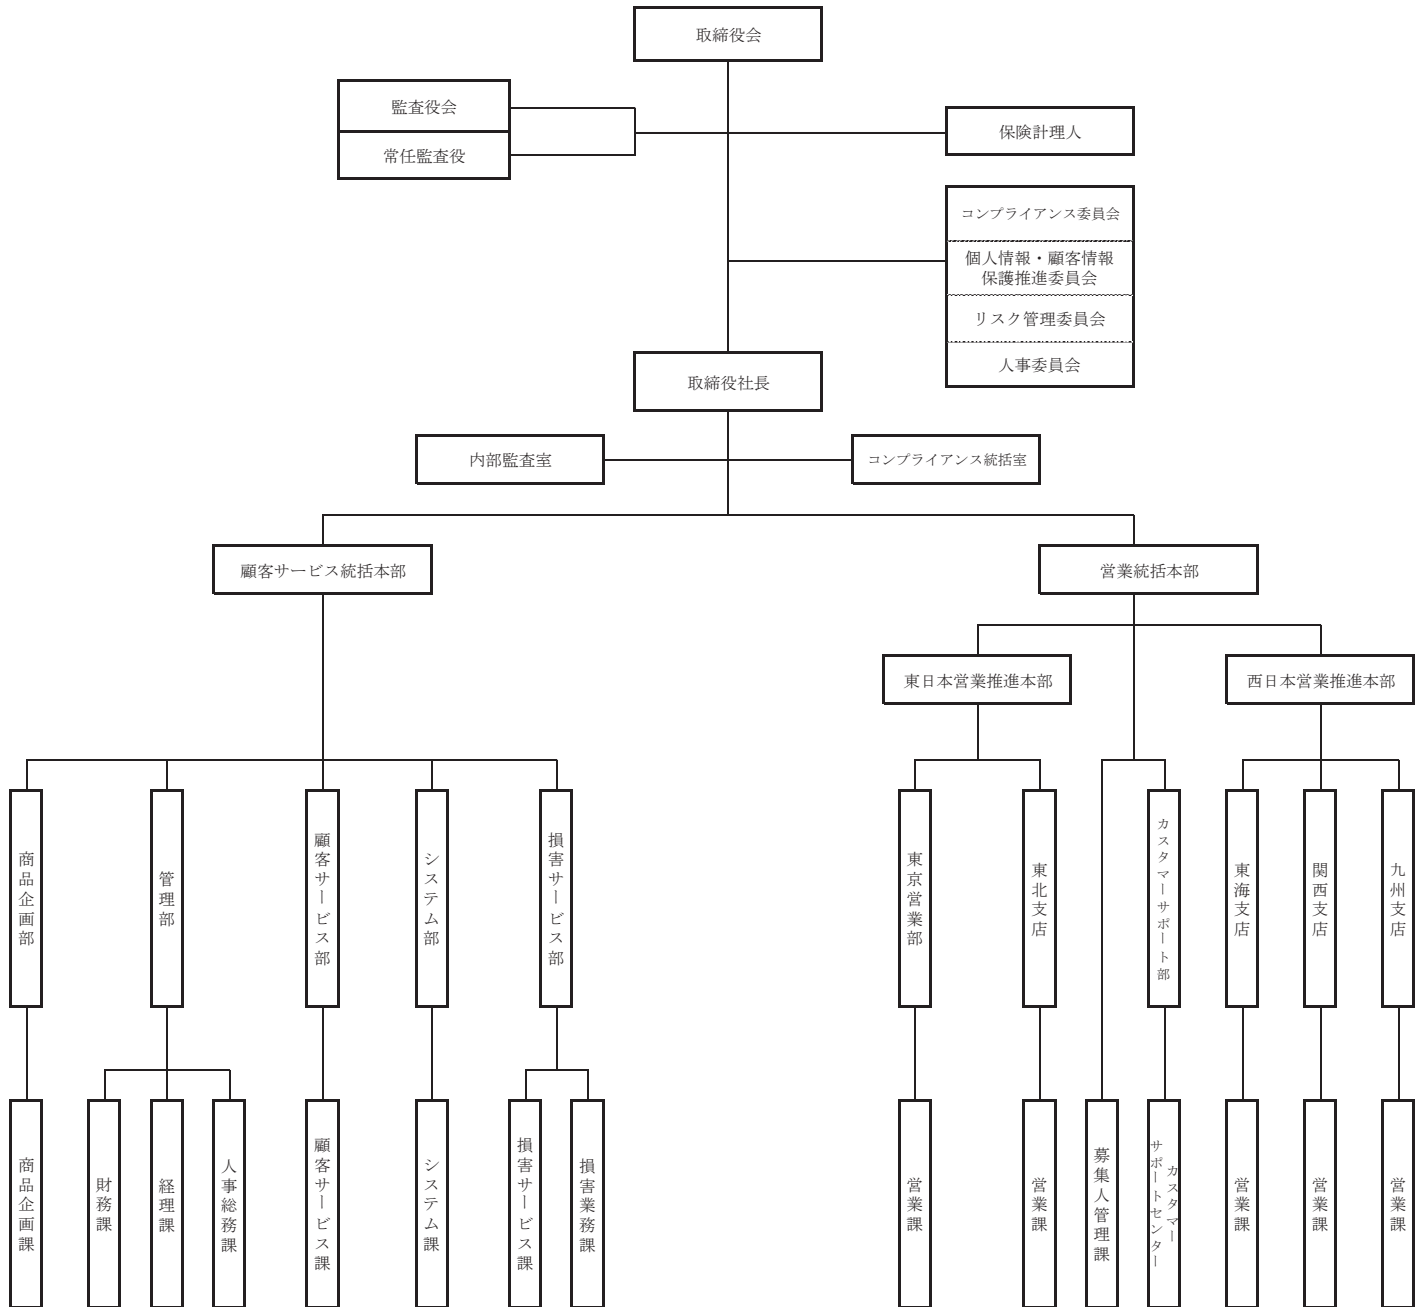 取締役会
監査役会
常任監査役
保険計理人
コンプライアンス委員会
個人情報・顧客情報
保護推進委員会
リスク管理委員会
人事委員会
取締役社長
内部監査室
コンプライアンス統括室
顧客サービス統括本部
営業統括本部
東日本営業推進本部
西日本営業推進本部
商品企画部
管理部
顧客サービス部
システム部
損害サービス部
東京営業部
東北支店
カスタマーサポート部
東海支店
関西支店
九州支店
商品企画課
財務課
経理課
人事総務課
顧客サービス課
システム課
損害サービス課
損害業務課
営業課
営業課
募集人管理課
カスタマー
サポートセンター
営業課
営業課
営業課